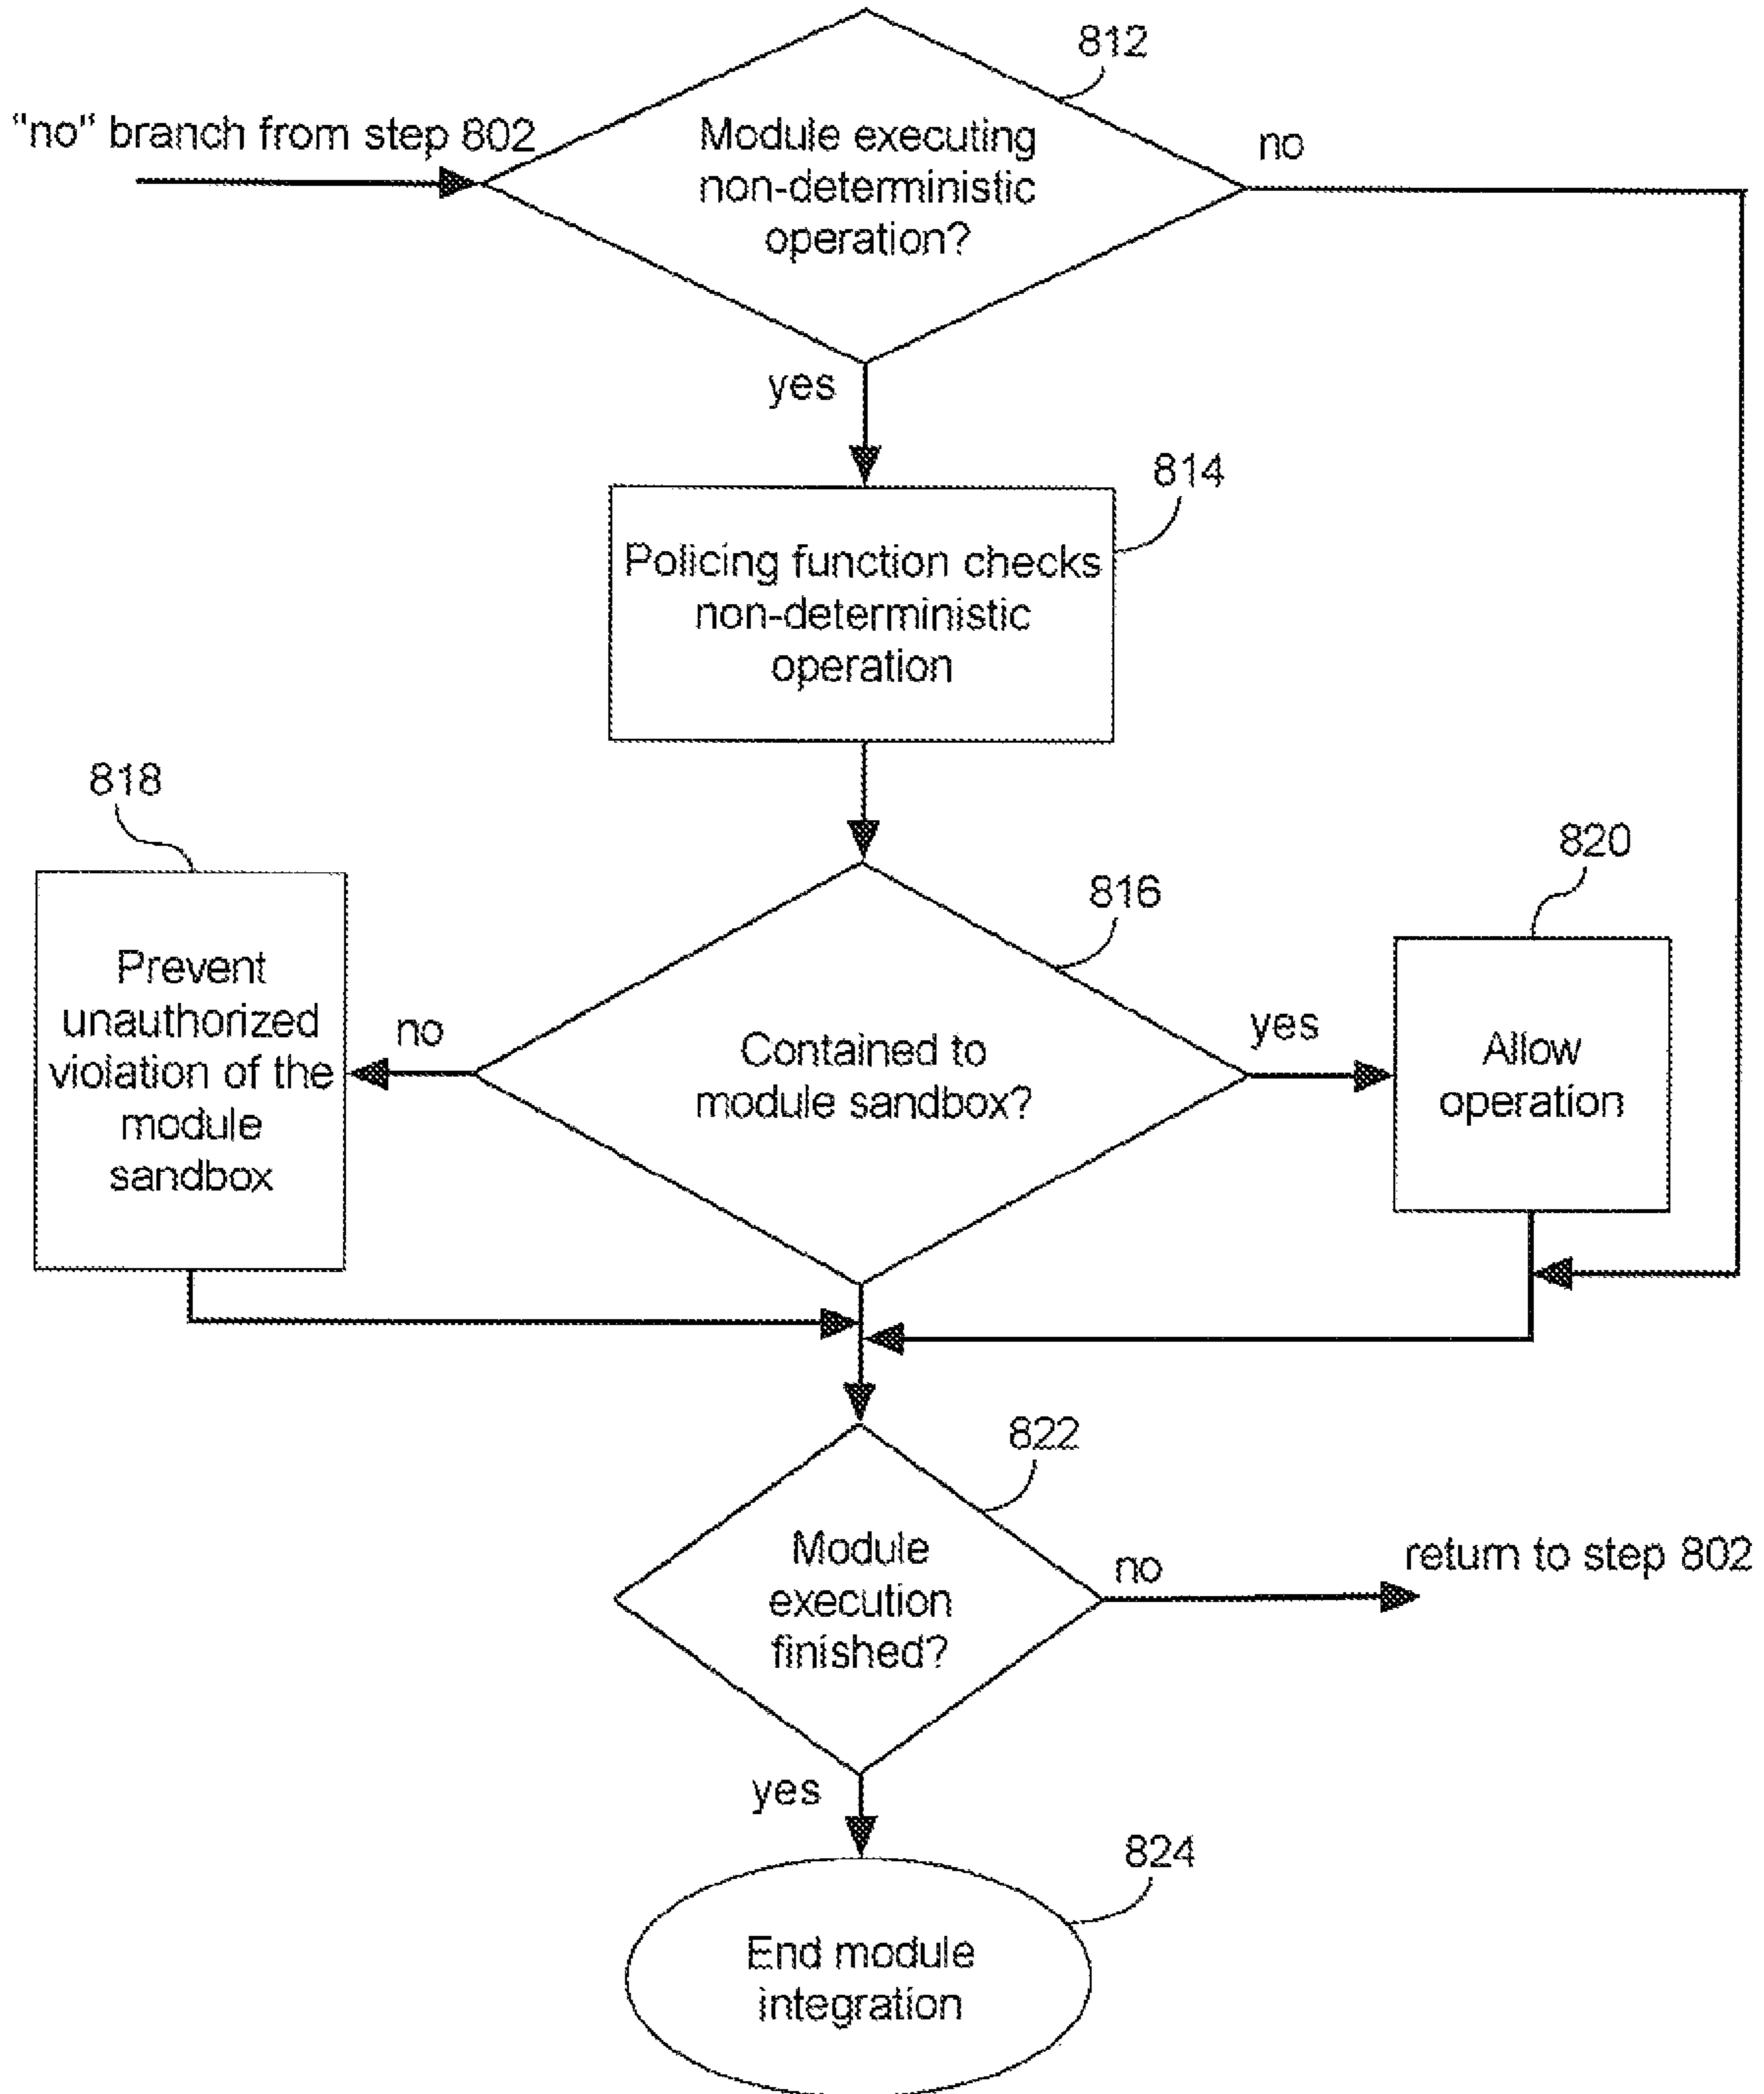 812
"no" branch from step 802
Module executing
non-deterministic
operation?
no
yes
814
Policing function checks
non-deterministic
operation
818
816
820
Prevent
unauthorized
violation of the
module
sandbox
no
Contained to
module sandbox?
yes
Allow
operation
822
Module
execution
finished?
no
return to step 802
yes
824
End module
integration